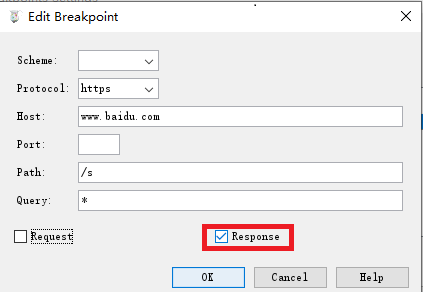 Edit Breakpoint
Scheme:
Protocol: https
Host: www.baidu.com
Port:
Path: /s
Query: *
Request Response
OK Cancel Help